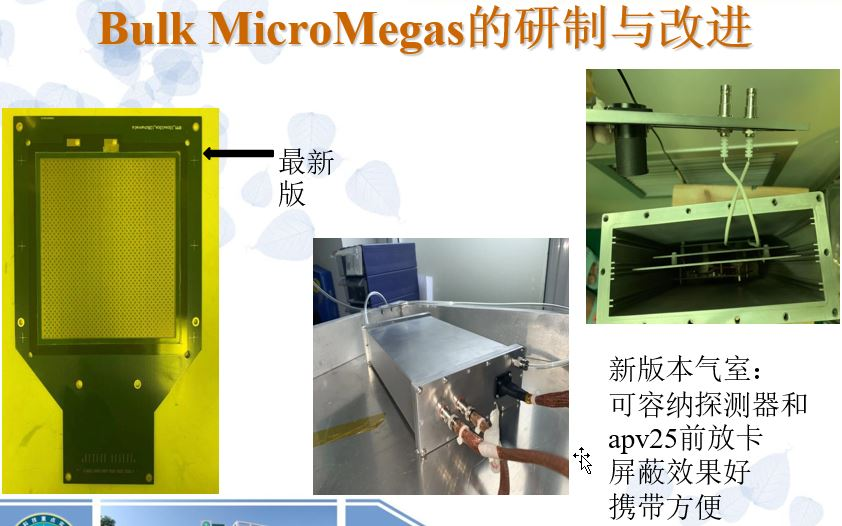 Bulk MicroMegas的研制与改进
最新
版
新版本气室：
可容纳探测器和
apv25前放卡
屏蔽效果好
携带方便